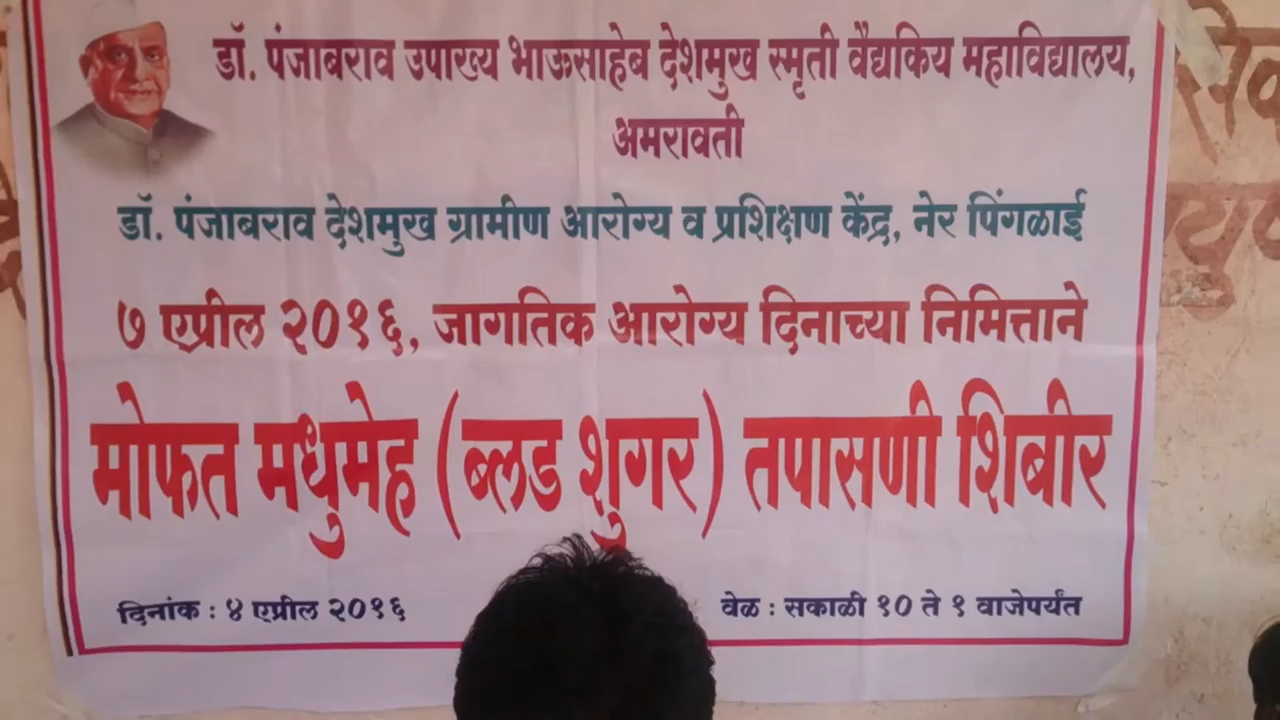 डॉ. पंजाबराव उपाख्य भाऊसाहेब देशमुख स्मृती वैद्यकिय महाविद्यालय,
अमरावती
डॉ. पंजाबराव देशमुख ग्रामीण आरोग्य व प्रशिक्षण केंद्र, नेर पिंगळाई
७ एप्रील २०१६, जागतिक आरोग्य दिनाच्या निमित्ताने
मोफत मधुमेह (ब्लड शुगर) तपासणी शिबीर
दिनांक : ४ एप्रील २०१६ वेळ : सकाळी १० ते १ वाजेपर्यंत